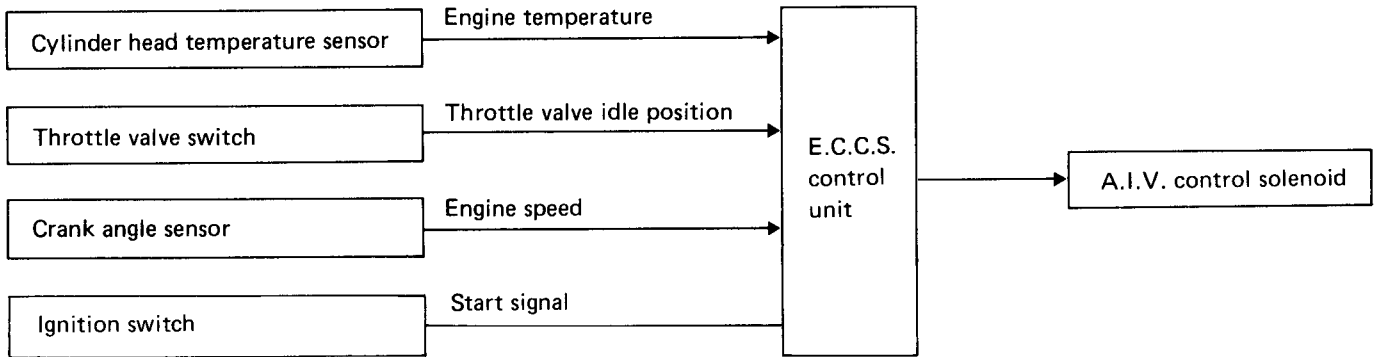 Cylinder head temperature sensor
Engine temperature
Throttle valve switch
Throttle valve idle position
Crank angle sensor
Engine speed
Ignition switch
Start signal
E.C.C.S.
control
unit
A.I.V. control solenoid